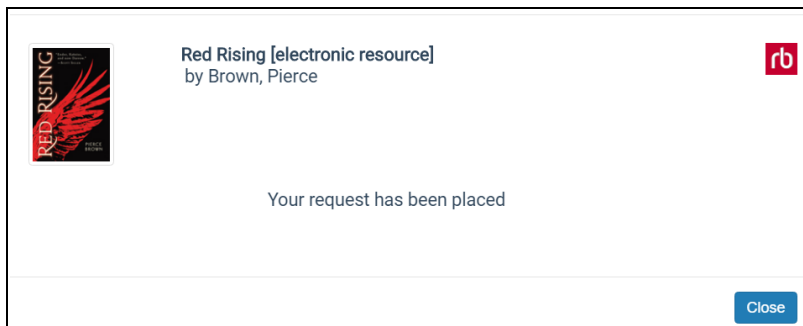 Red Rising [electronic resource]
by Brown, Pierce
rb
RED RISING
PIERCE
BROWN
Your request has been placed
Close